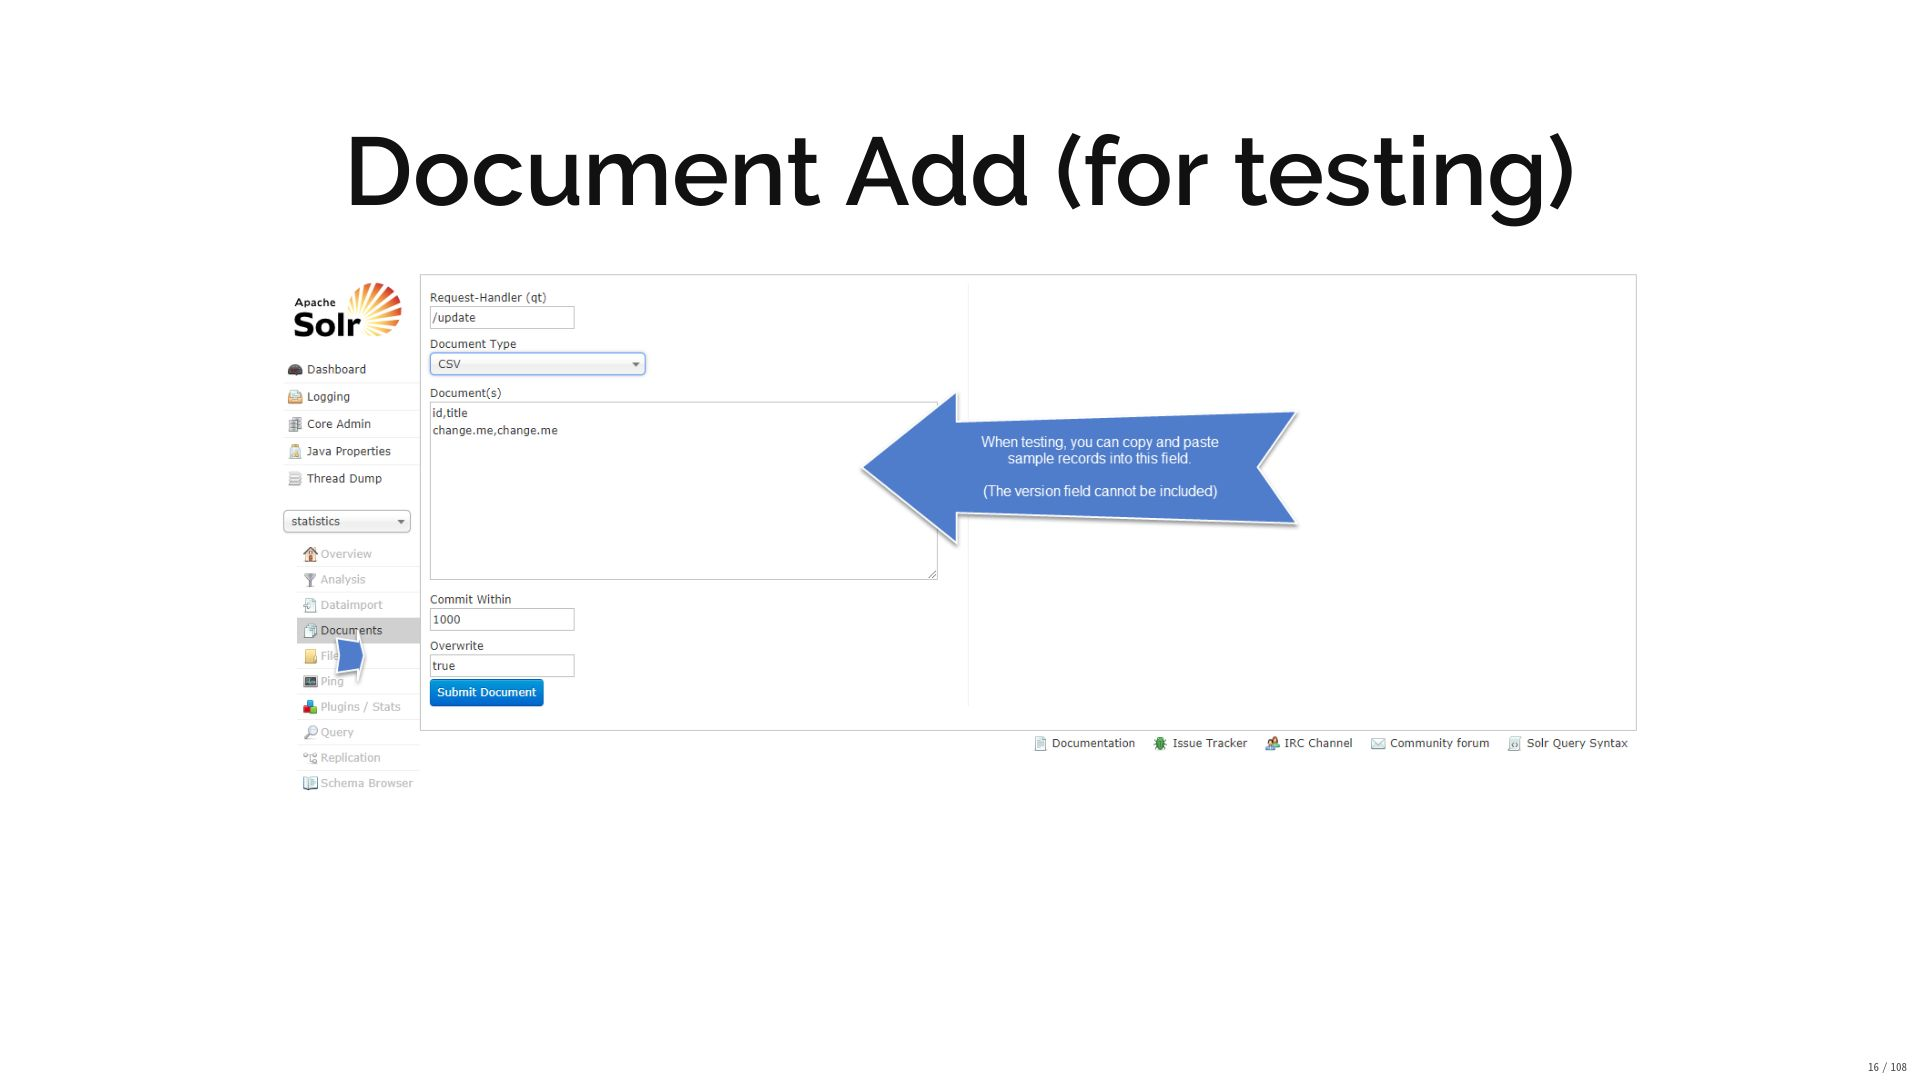 Document Add (for testing)
Apache
Solr
Dashboard
Logging
Core Admin
Java Properties
Thread Dump
statistics
Overview
Analysis
Dataimport
Documents
Ping
Plugins / Stats
Query
Replication
Schema Browser
Request-Handler (qt)
/update
Document Type
CSV
Document(s)
id,title
change.me,change.me
When testing, you can copy and paste
sample records into this field.
(The version field cannot be included)
Commit Within
1000
Overwrite
true
Submit Document
Documentation
Issue Tracker
IRC Channel
Community forum
Solr Query Syntax
16 / 108